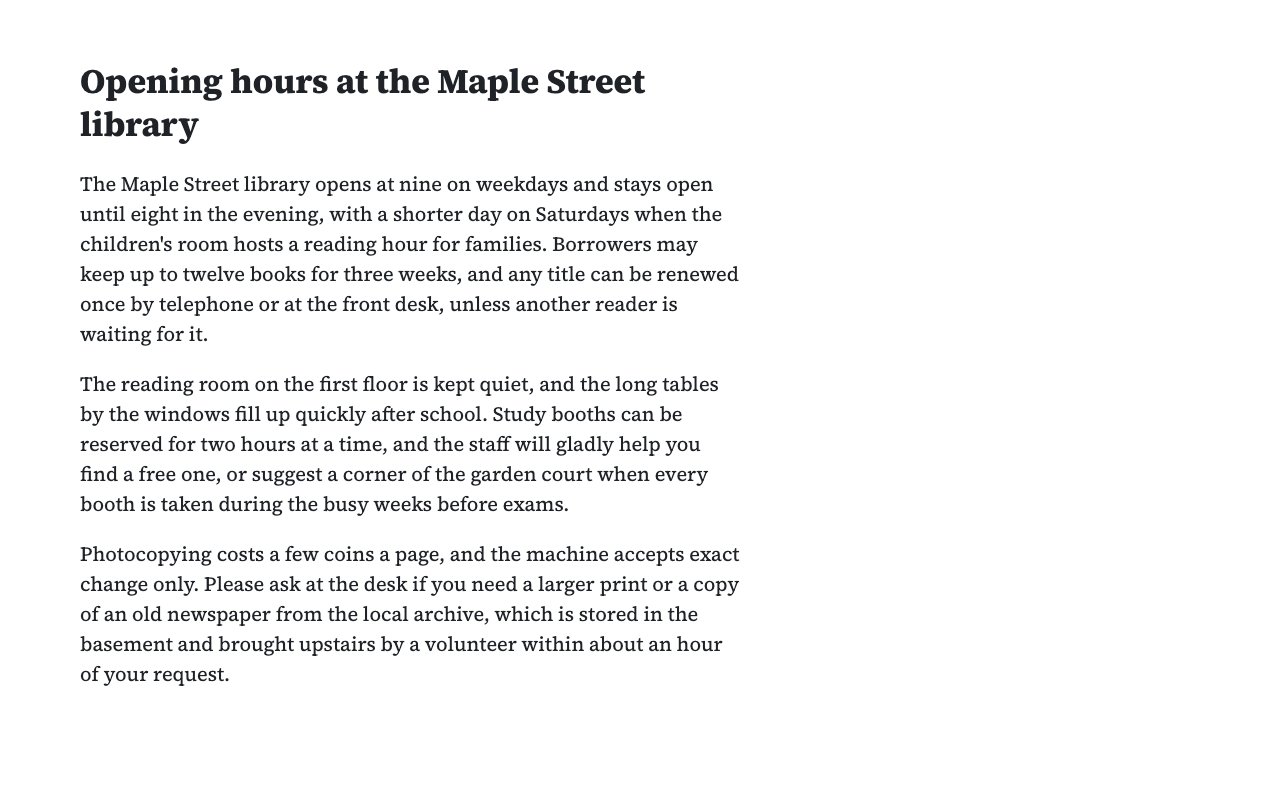 Opening hours at the Maple Street
library
The Maple Street library opens at nine on weekdays and stays open
until eight in the evening, with a shorter day on Saturdays when the
children's room hosts a reading hour for families. Borrowers may
keep up to twelve books for three weeks, and any title can be renewed
once by telephone or at the front desk, unless another reader is
waiting for it.
The reading room on the first floor is kept quiet, and the long tables
by the windows fill up quickly after school. Study booths can be
reserved for two hours at a time, and the staff will gladly help you
find a free one, or suggest a corner of the garden court when every
booth is taken during the busy weeks before exams.
Photocopying costs a few coins a page, and the machine accepts exact
change only. Please ask at the desk if you need a larger print or a copy
of an old newspaper from the local archive, which is stored in the
basement and brought upstairs by a volunteer within about an hour
of your request.